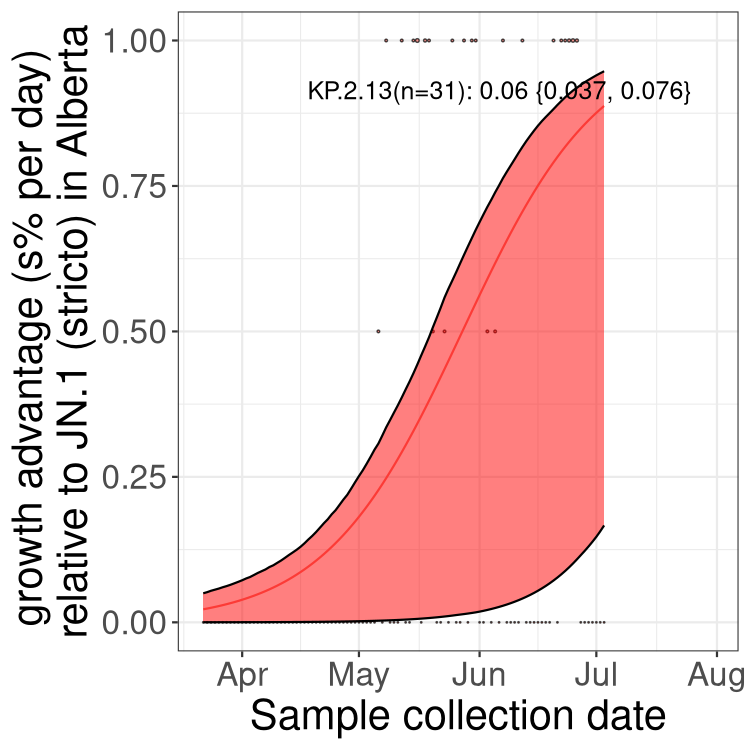 growth advantage (s% per day)
relative to JN.1 (stricto) in Alberta
1.00
0.75
0.50
0.25
0.00
KP.2.13(n=31): 0.06 {0.037, 0.076}
Apr May Jun Jul Aug
Sample collection date